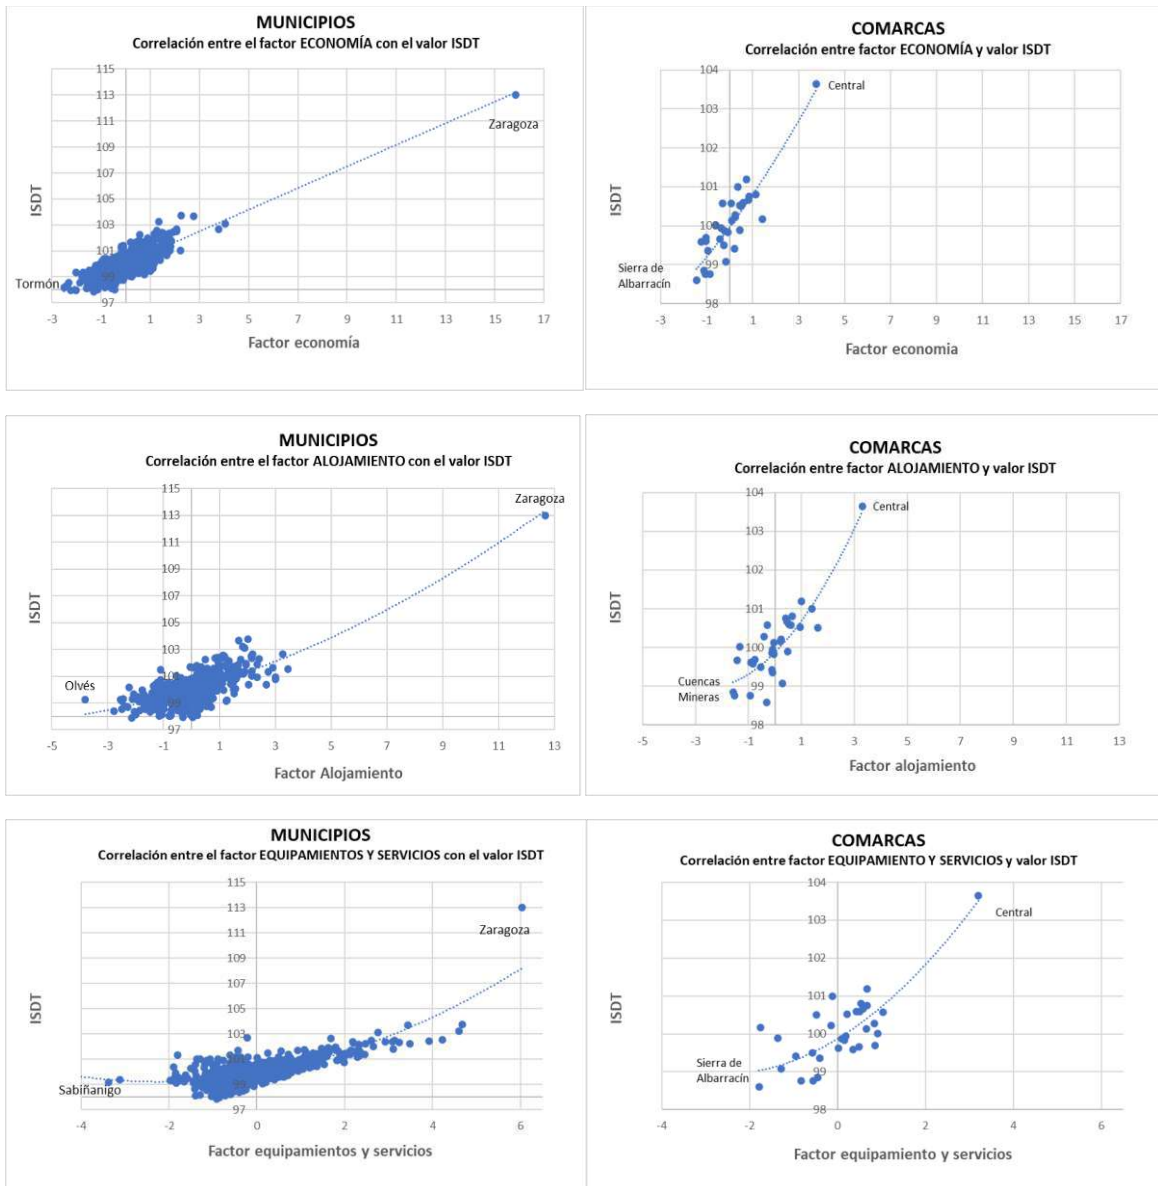 MUNICIPIOS
Correlación entre el factor ECONOMÍA con el valor ISDT
115
113
111
109
107
105
103
101
99
97
ISDT
Zaragoza
Tormón
-3 -1 1 3 5 7 9 11 13 15 17
Factor economía
COMARCAS
Correlación entre factor ECONOMÍA y valor ISDT
104
103
102
101
100
99
98
ISDT
Central
Sierra de
Albarracín
-3 -1 1 3 5 7 9 11 13 15 17
Factor economia
MUNICIPIOS
Correlación entre el factor ALOJAMIENTO con el valor ISDT
115
113
111
109
107
105
103
101
99
97
ISDT
Zaragoza
Olvés
-5 -3 -1 1 3 5 7 9 11 13
Factor Alojamiento
COMARCAS
Correlación entre factor ALOJAMIENTO y valor ISDT
104
103
102
101
100
99
98
ISDT
Central
Cuencas
Mineras
-5 -3 -1 1 3 5 7 9 11 13
Factor alojamiento
MUNICIPIOS
Correlación entre el factor EQUIPAMIENTOS Y SERVICIOS con el valor ISDT
115
113
111
109
107
105
103
101
99
97
ISDT
Zaragoza
Sabiñanigo
-4 -2 0 2 4 6
Factor equipamientos y servicios
COMARCAS
Correlación entre factor EQUIPAMIENTO Y SERVICIOS y valor ISDT
104
103
102
101
100
99
98
ISDT
Central
Sierra de
Albarracín
-4 -2 0 2 4 6
Factor equipamiento y servicios